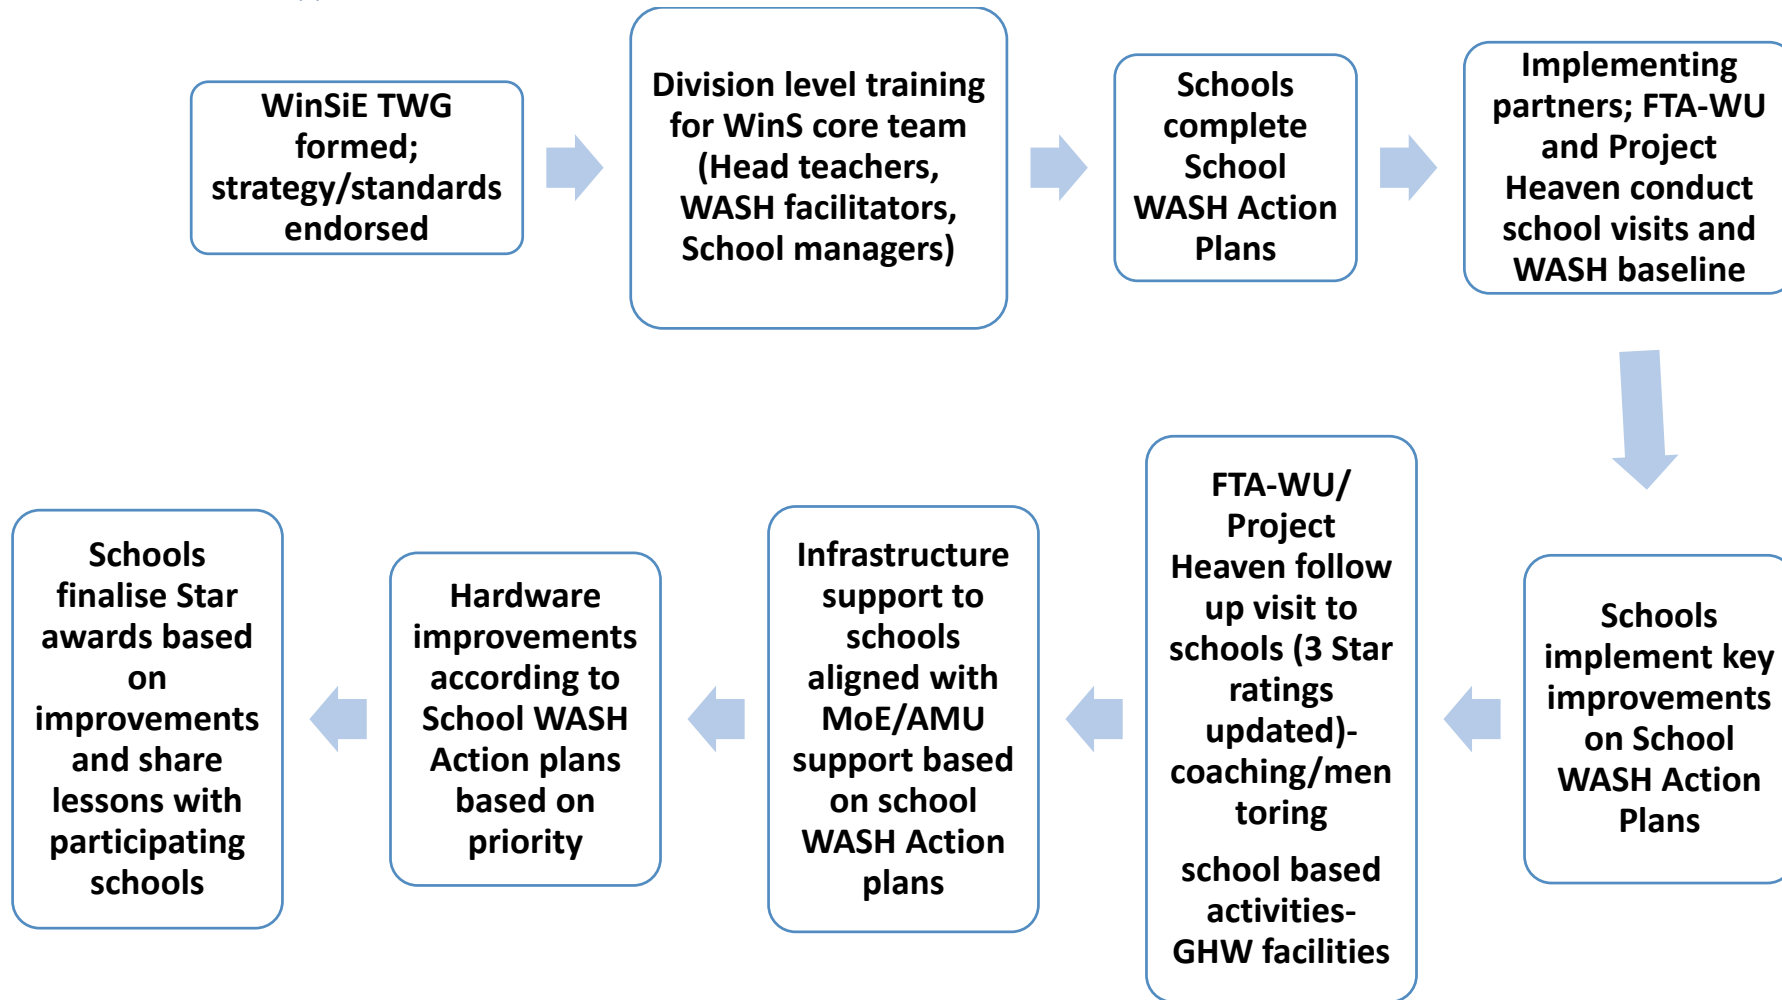 WinSiE TWG
formed;
strategy/standards
endorsed
Division level training
for WinS core team
(Head teachers,
WASH facilitators,
School managers)
Schools
complete
School
WASH Action
Plans
Implementing
partners; FTA-WU
and Project
Heaven conduct
school visits and
WASH baseline
Schools
implement key
improvements
on School
WASH Action
Plans
FTA-WU/
Project
Heaven follow
up visit to
schools (3 Star
ratings
updated)-
coaching/men
toring
school based
activities-
GHW facilities
Infrastructure
support to
schools
aligned with
MoE/AMU
support based
on school
WASH Action
plans
Hardware
improvements
according to
School WASH
Action plans
based on
priority
Schools
finalise Star
awards based
on
improvements
and share
lessons with
participating
schools